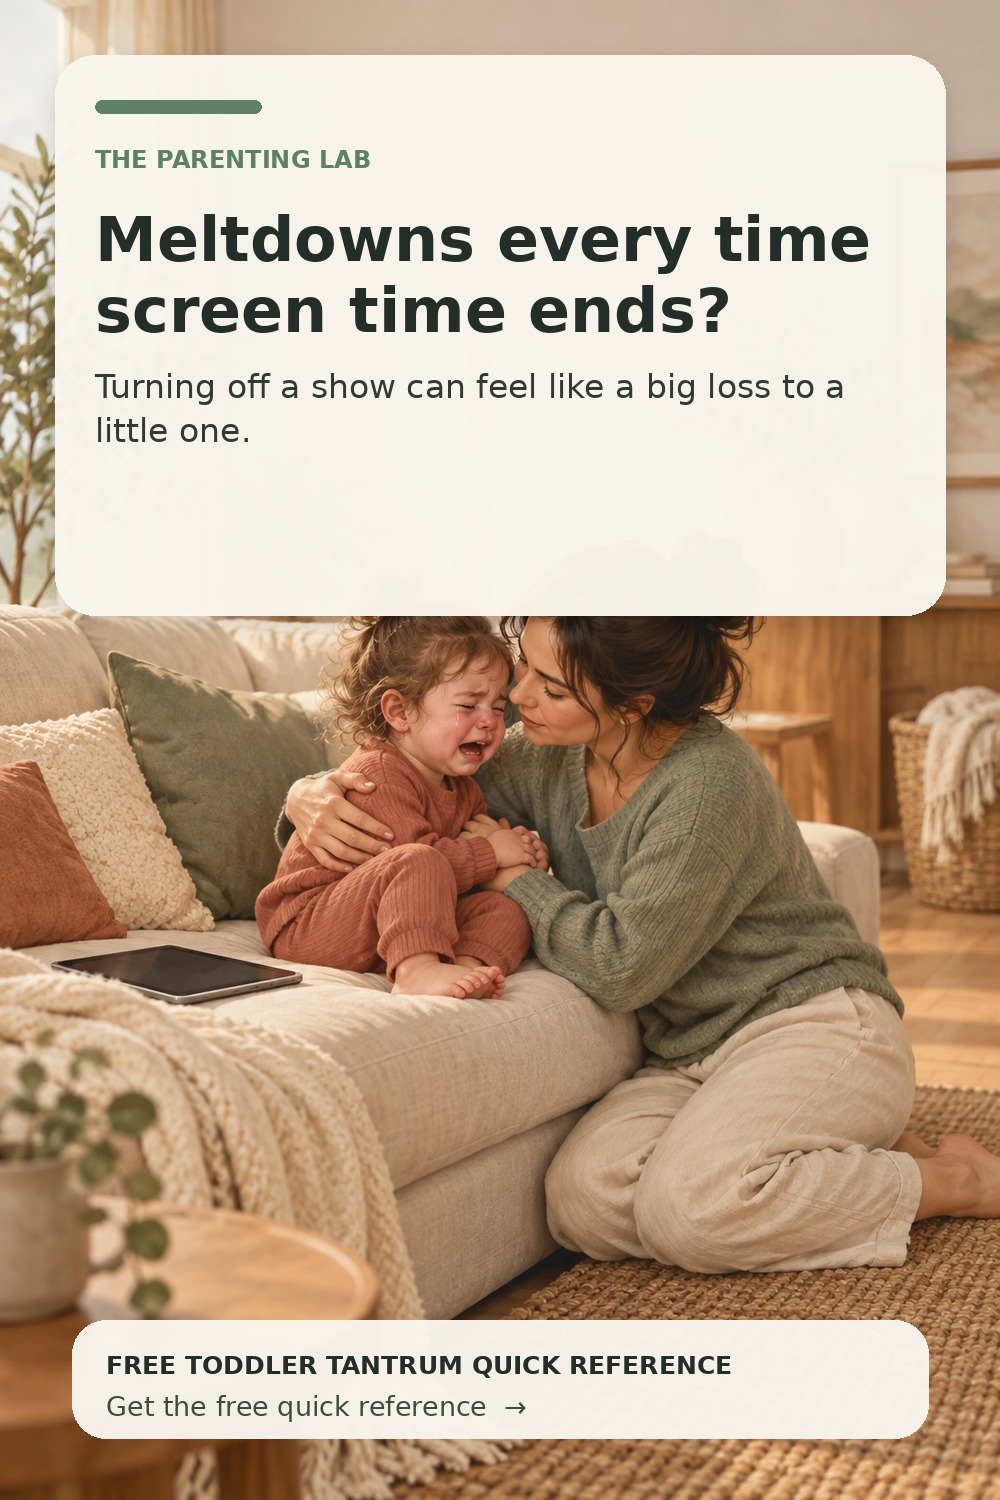 THE PARENTING LAB
Meltdowns every time
screen time ends?
Turning off a show can feel like a big loss to a
little one.
FREE TODDLER TANTRUM QUICK REFERENCE
Get the free quick reference →